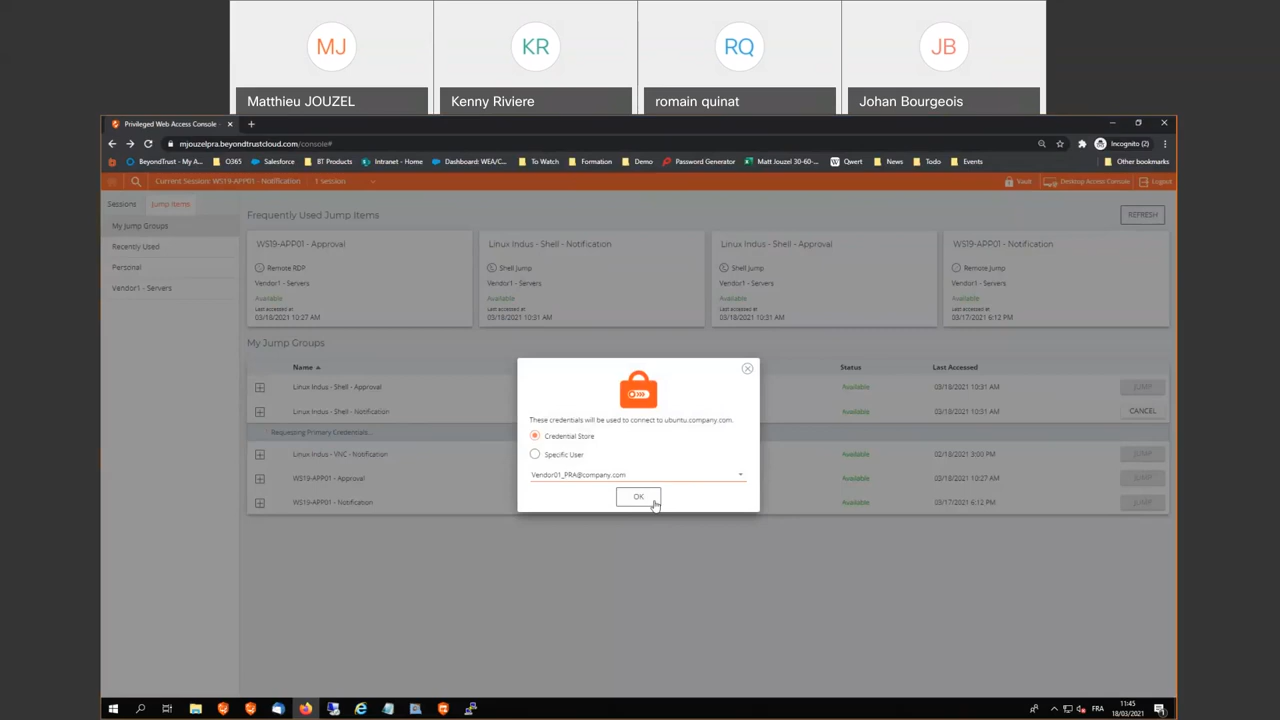 MJ
KR
RQ
JB
Matthieu JOUZEL
Kenny Riviere
romain quinat
Johan Bourgeois
Privileged Web Access Console
mjouzelpra.beyondtrustcloud.com/console#
Incognito (2)
BeyondTrust - My A...
O365
Salesforce
BT Products
Intranet - Home
Dashboard: WEA/C...
To Watch
Formation
Demo
Password Generator
Matt Jouzel 30-60-...
Qwert
News
Todo
Events
Other bookmarks
Current Session: WS19-APP01 - Notification
1 Session
Vault
Desktop Access Console
Logout
Sessions
Jump Items
My Jump Groups
Recently Used
Personal
Vendor1 - Servers
Frequently Used Jump Items
REFRESH
WS19-APP01 - Approval
Remote RDP
Vendor1 - Servers
Available
Last accessed at
03/18/2021 10:27 AM
Linux Indus - Shell - Notification
Shell Jump
Vendor1 - Servers
Available
Last accessed at
03/18/2021 10:31 AM
Linux Indus - Shell - Approval
Shell Jump
Vendor1 - Servers
Available
Last accessed at
03/18/2021 10:31 AM
WS19-APP01 - Notification
Remote Jump
Vendor1 - Servers
Available
Last accessed at
03/17/2021 6:12 PM
My Jump Groups
Name
Status
Last Accessed
Linux Indus - Shell - Approval
Available
03/18/2021 10:31 AM
JUMP
Linux Indus - Shell - Notification
Available
03/18/2021 10:31 AM
CANCEL
Requesting Primary Credentials...
Linux Indus - VNC - Notification
Available
02/18/2021 3:00 PM
JUMP
WS19-APP01 - Approval
Available
03/18/2021 10:27 AM
JUMP
WS19-APP01 - Notification
Available
03/17/2021 6:12 PM
JUMP
These credentials will be used to connect to ubuntu.company.com.
Credential Store
Specific User
Vendor01_PRA@company.com
OK
FRA
11:45
18/03/2021